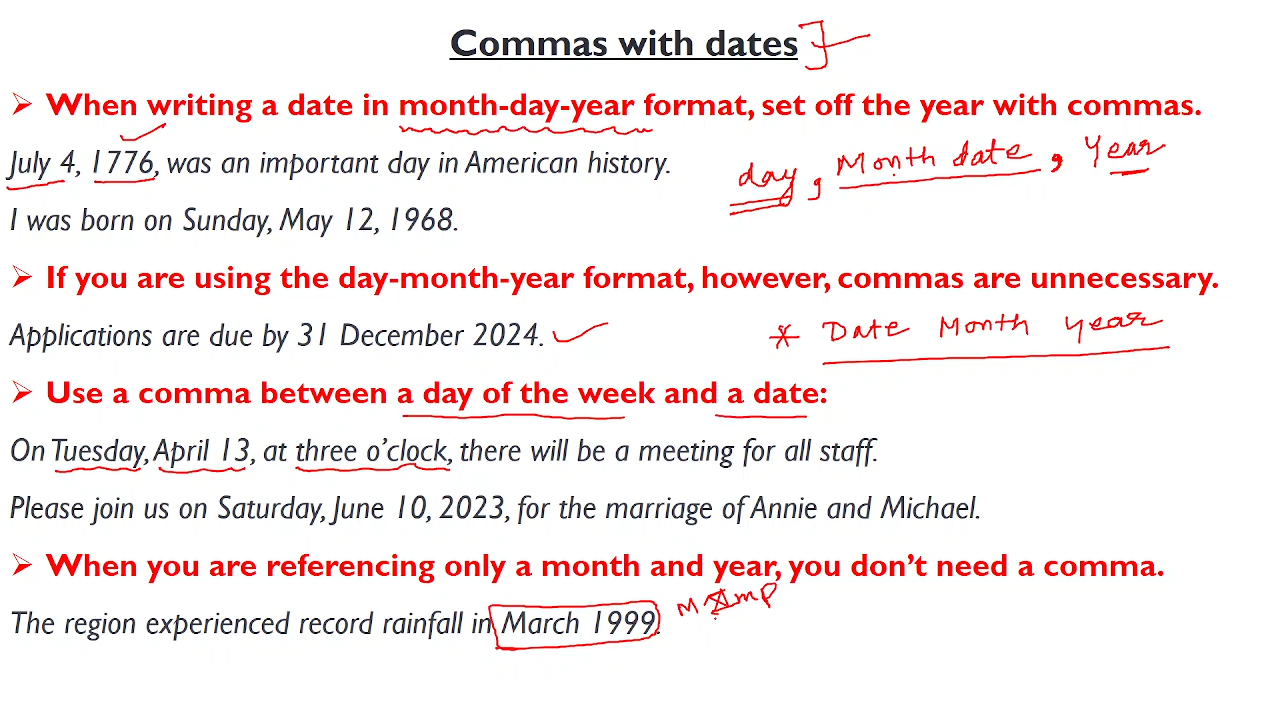 Commas with dates
➢ When writing a date in month-day-year format, set off the year with commas.
July 4, 1776, was an important day in American history.
day, Month date, Year
I was born on Sunday, May 12, 1968.
➢ If you are using the day-month-year format, however, commas are unnecessary.
Applications are due by 31 December 2024.
* Date Month year
➢ Use a comma between a day of the week and a date:
On Tuesday, April 13, at three o’clock, there will be a meeting for all staff.
Please join us on Saturday, June 10, 2023, for the marriage of Annie and Michael.
➢ When you are referencing only a month and year, you don’t need a comma.
The region experienced record rainfall in March 1999.